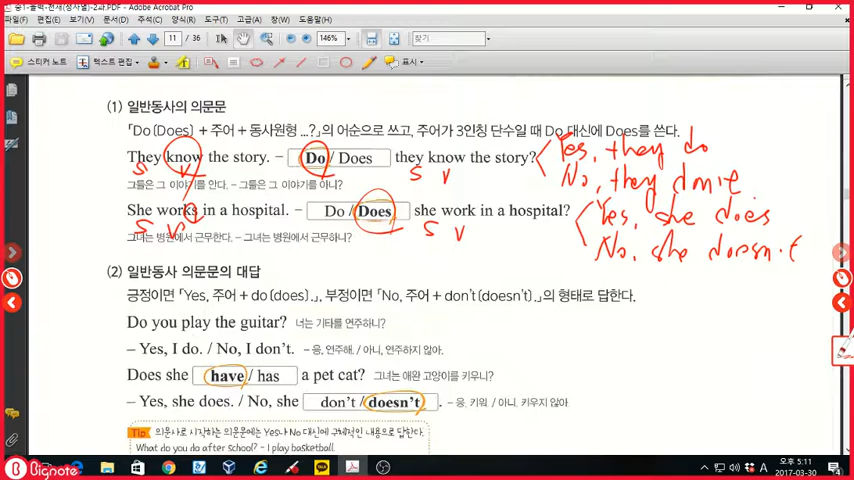 중1-볼목-천재(정사열)-2과.PDF - Adobe Acrobat Pro
파일(F) 편집(E) 보기(V) 문서(D) 주석(C) 양식(R) 도구(T) 고급(A) 창(W) 도움말(H)
11 / 36 146% 찾기
스티커 노트 텍스트 편집 표시
(1) 일반동사의 의문문
「Do (Does) + 주어 + 동사원형 ...?」의 어순으로 쓰고, 주어가 3인칭 단수일 때 Do 대신에 Does를 쓴다.
They know the story. – Do / Does they know the story?
S V S V
Yes, they do
No, they don't
그들은 그 이야기를 안다. – 그들은 그 이야기를 아니?
She works in a hospital. – Do / Does she work in a hospital?
S V S V
Yes, she does
No, she doesn't
그녀는 병원에서 근무한다. – 그녀는 병원에서 근무하니?
(2) 일반동사 의문문의 대답
긍정이면 「Yes, 주어 + do (does).」, 부정이면 「No, 주어 + don't (doesn't).」의 형태로 답한다.
Do you play the guitar? 너는 기타를 연주하니?
– Yes, I do. / No, I don't. – 응, 연주해. / 아니, 연주하지 않아.
Does she have / has a pet cat? 그녀는 애완 고양이를 키우니?
– Yes, she does. / No, she don't / doesn't . – 응, 키워. / 아니, 키우지 않아.
Tip 의문사로 시작하는 의문문에는 Yes나 No 대신에 구체적인 내용으로 답한다.
What do you do after school? – I play basketball.
Bignote
TALK
A
오후 5:11
2017-03-30